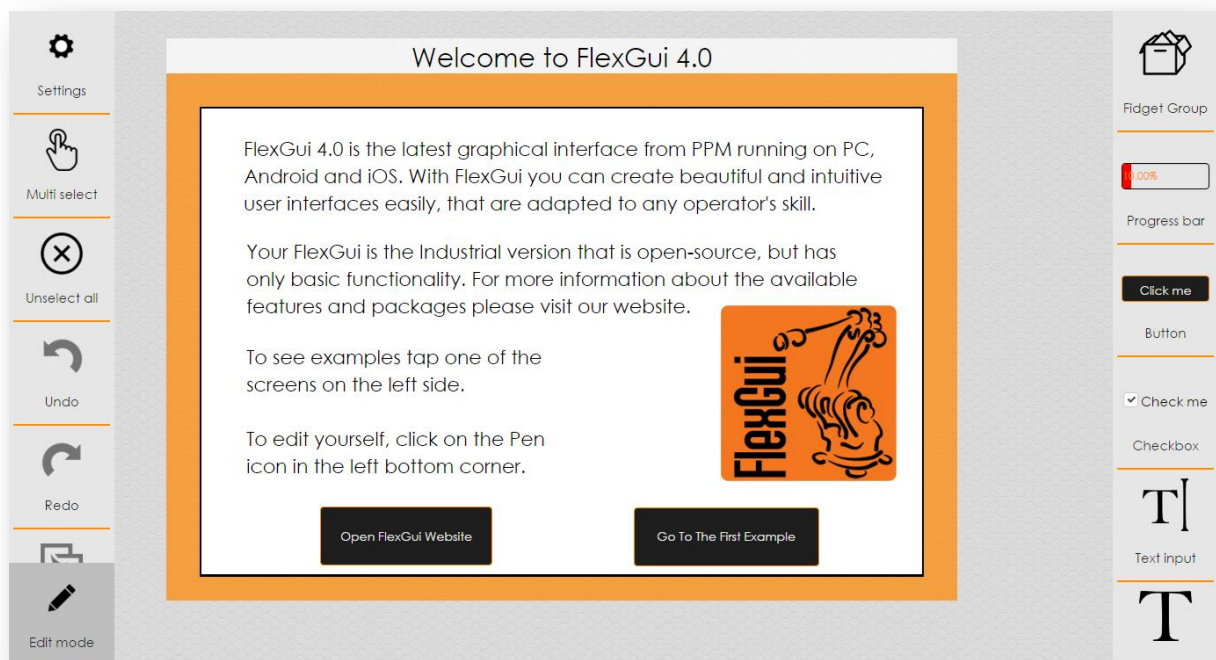 Settings
Multi select
Unselect all
Undo
Redo
Edit mode
Welcome to FlexGui 4.0
FlexGui 4.0 is the latest graphical interface from PPM running on PC,
Android and iOS. With FlexGui you can create beautiful and intuitive
user interfaces easily, that are adapted to any operator's skill.
Your FlexGui is the Industrial version that is open-source, but has
only basic functionality. For more information about the available
features and packages please visit our website.
To see examples tap one of the
screens on the left side.
To edit yourself, click on the Pen
icon in the left bottom corner.
FlexGui
Open FlexGui Website
Go To The First Example
Fidget Group
10.00%
Progress bar
Click me
Button
Check me
Checkbox
T
Text input
T